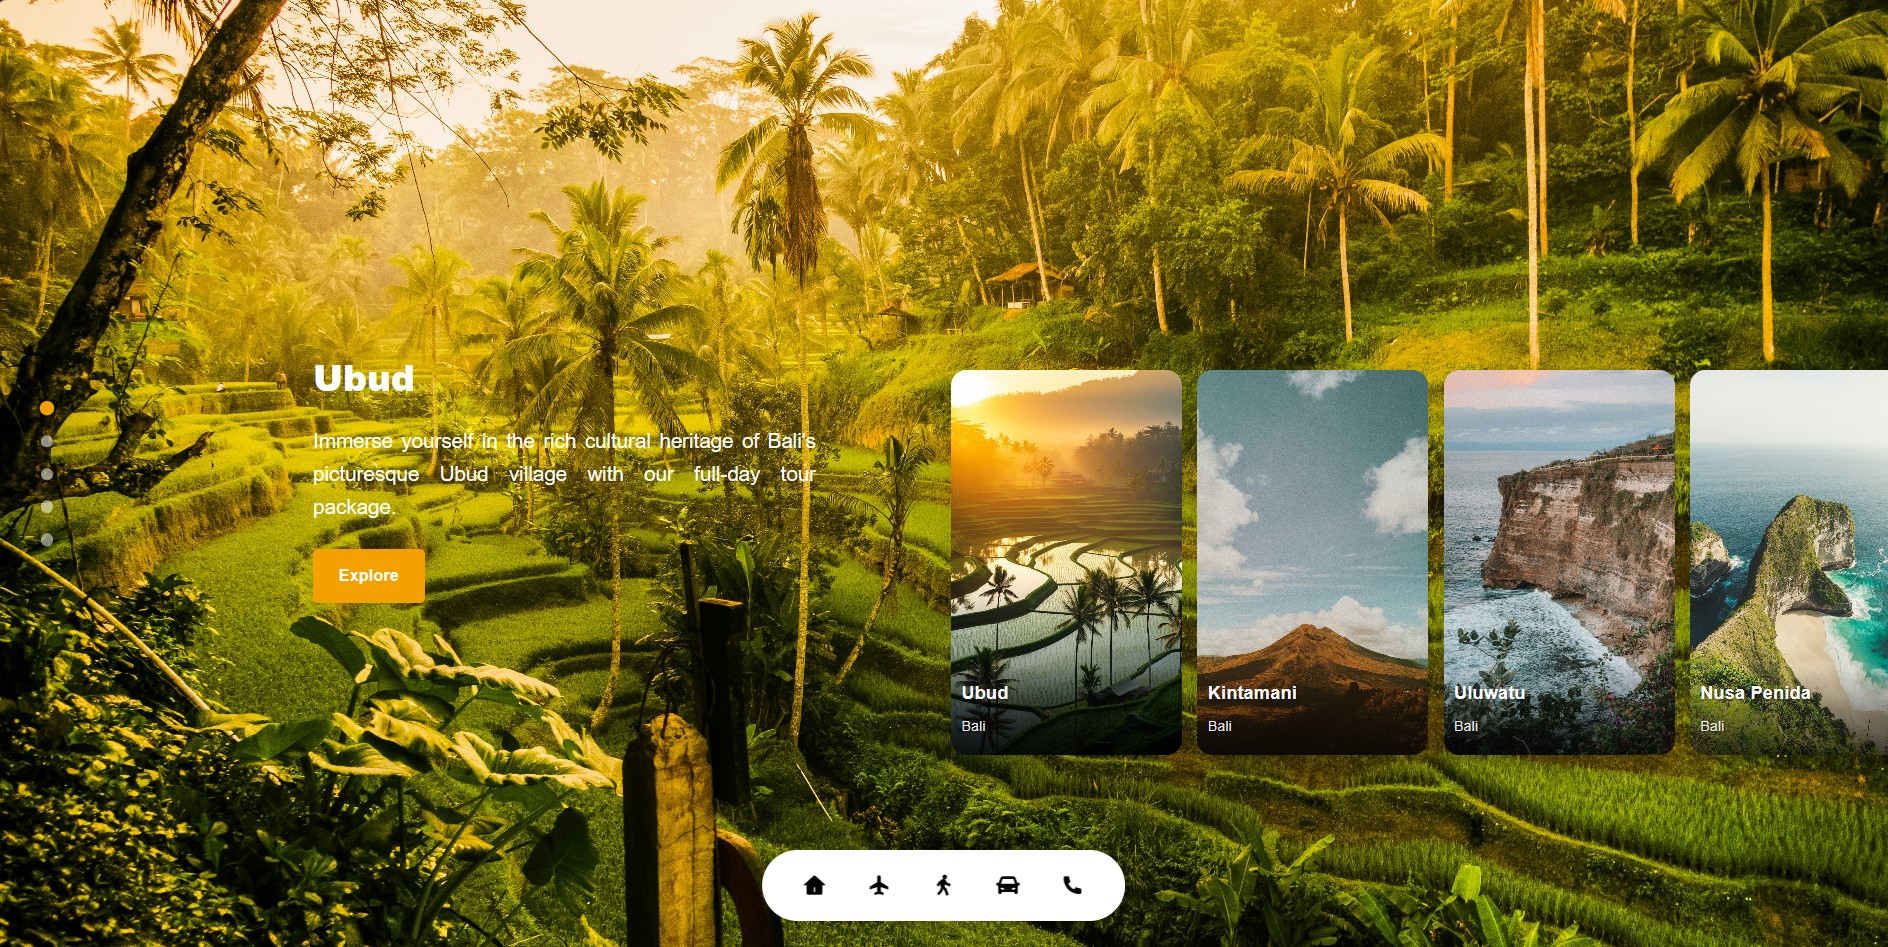 Ubud
Immerse yourself in the rich cultural heritage of Bali's
picturesque Ubud village with our full-day tour
package.
Explore
Ubud
Bali
Kintamani
Bali
Uluwatu
Bali
Nusa Penida
Bali